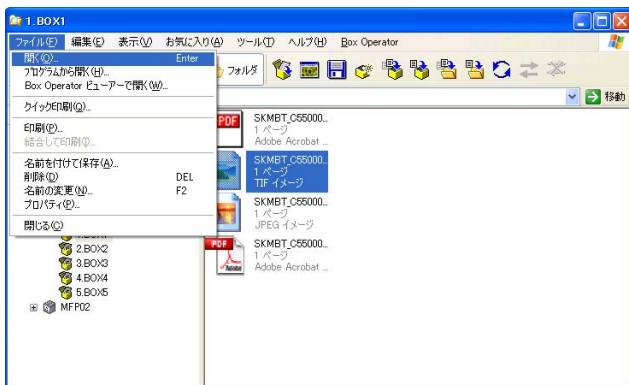 1. BOX1
ファイル(F) 編集(E) 表示(V) お気に入り(A) ツール(T) ヘルプ(H) Box Operator
開く(O)... Enter
プログラムから開く(H)...
Box Operator ビューアーで開く(W)...
クイック印刷(Q)...
印刷(P)...
結合して印刷(I)...
名前を付けて保存(A)...
削除(D) DEL
名前の変更(N)... F2
プロパティ(P)...
閉じる(C)
フォルダ
移動
PDF
SKMBT_C55000...
1 ページ
Adobe Acrobat ...
SKMBT_C55000...
1 ページ
TIF イメージ
SKMBT_C55000...
1 ページ
JPEG イメージ
PDF
Adobe
SKMBT_C55000...
1 ページ
Adobe Acrobat ...
2.BOX2
3.BOX3
4.BOX4
5.BOX5
MFP02